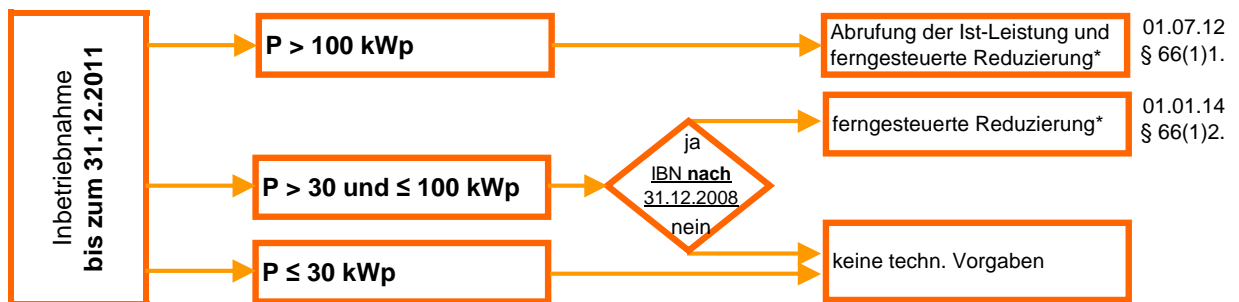 Inbetriebnahme
bis zum 31.12.2011
P > 100 kWp
Abrufung der Ist-Leistung und
ferngesteuerte Reduzierung*
01.07.12
§ 66(1)1.
P > 30 und ≤ 100 kWp
ja
IBN nach
31.12.2008
nein
ferngesteuerte Reduzierung*
01.01.14
§ 66(1)2.
P ≤ 30 kWp
keine techn. Vorgaben